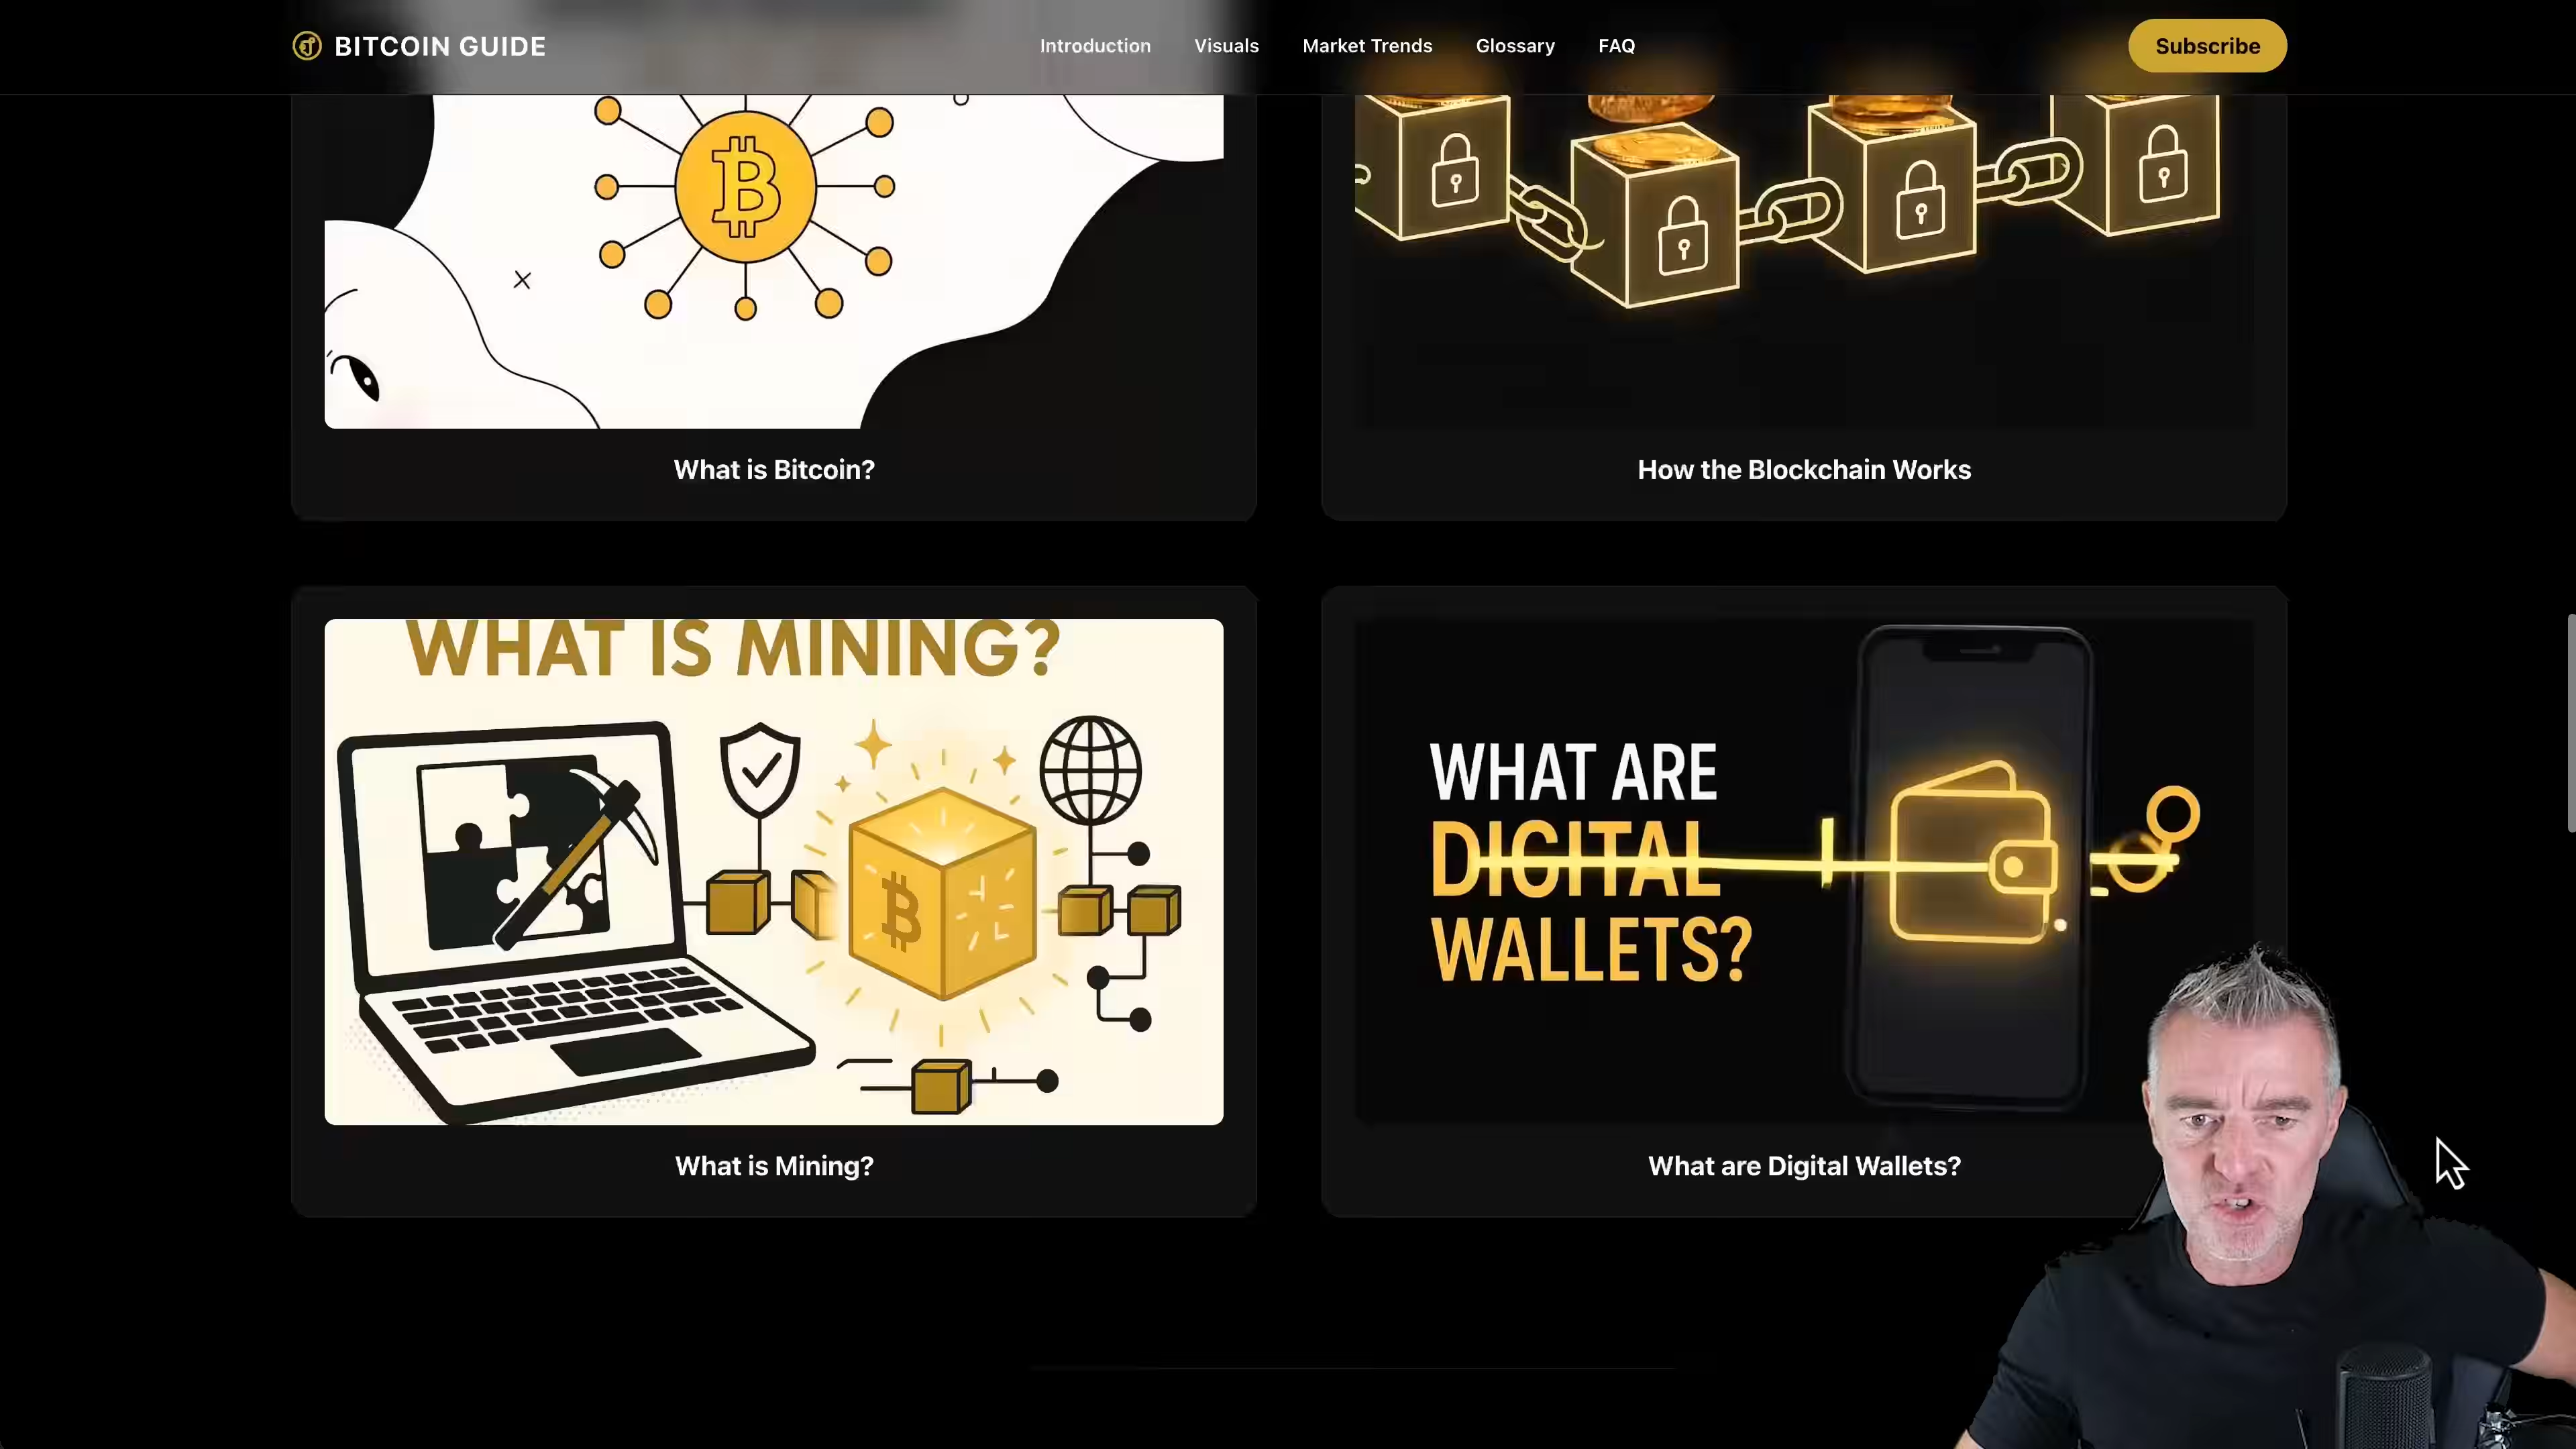 BITCOIN GUIDE
Introduction
Visuals
Market Trends
Glossary
FAQ
Subscribe
What is Bitcoin?
How the Blockchain Works
WHAT IS MINING?
WHAT ARE
DIGITAL
WALLETS?
What is Mining?
What are Digital Wallets?